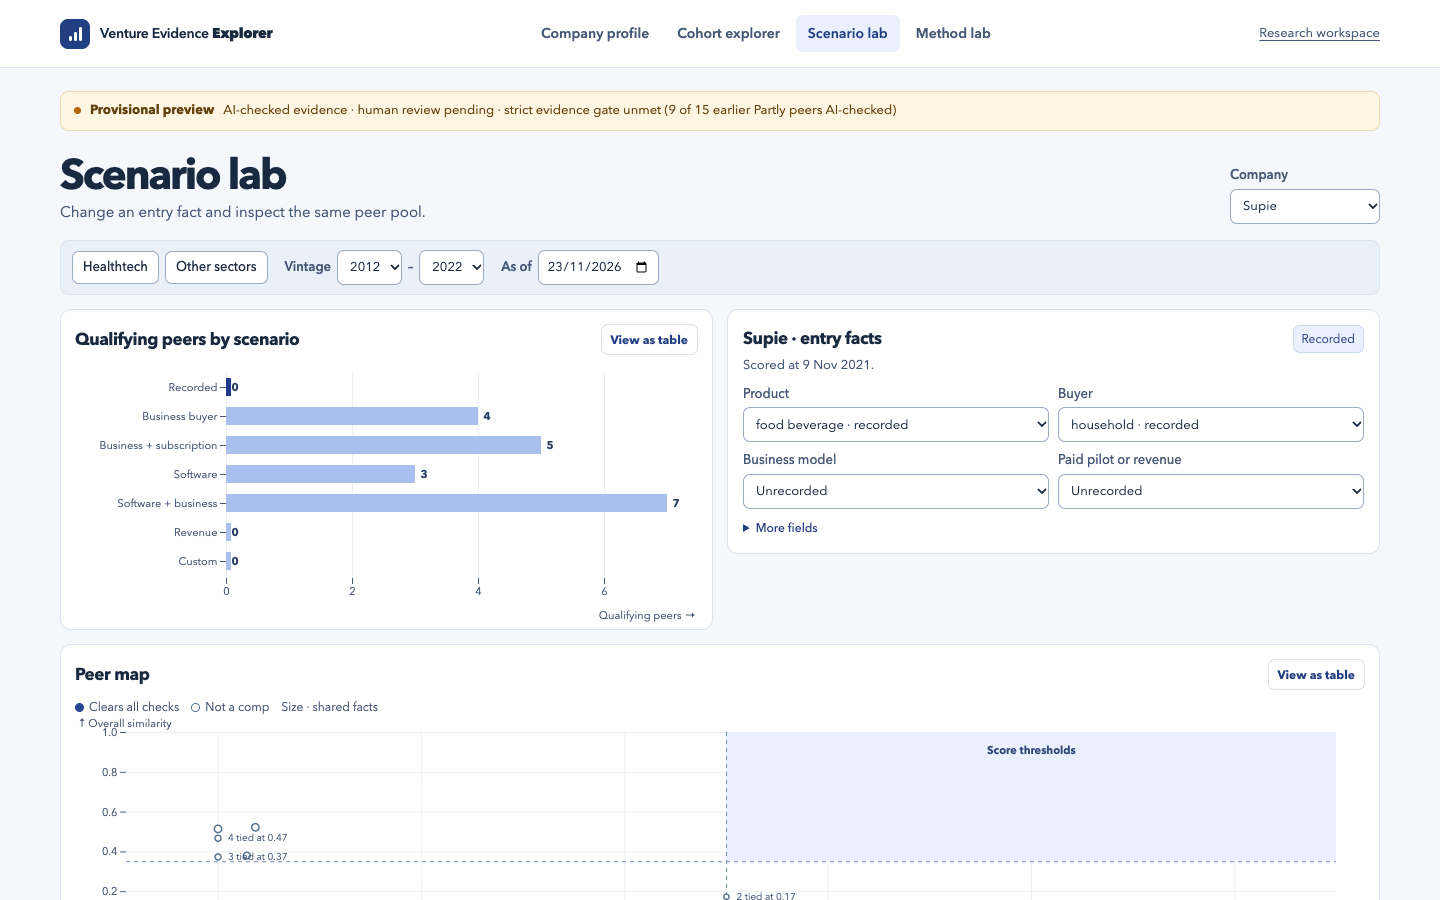 Venture Evidence Explorer
Company profile
Cohort explorer
Scenario lab
Method lab
Research workspace
Provisional preview AI-checked evidence · human review pending · strict evidence gate unmet (9 of 15 earlier Partly peers AI-checked)
Scenario lab
Change an entry fact and inspect the same peer pool.
Company
Supie
Healthtech
Other sectors
Vintage 2012 – 2022
As of 23/11/2026
Qualifying peers by scenario
View as table
Recorded 0
Business buyer 4
Business + subscription 5
Software 3
Software + business 7
Revenue 0
Custom 0
0 2 4 6
Qualifying peers →
Supie · entry facts
Recorded
Scored at 9 Nov 2021.
Product
food beverage · recorded
Buyer
household · recorded
Business model
Unrecorded
Paid pilot or revenue
Unrecorded
More fields
Peer map
View as table
Clears all checks Not a comp Size · shared facts
↑ Overall similarity
1.0
Score thresholds
0.8
0.6
4 tied at 0.47
0.4
3 tied at 0.37
0.2
2 tied at 0.17